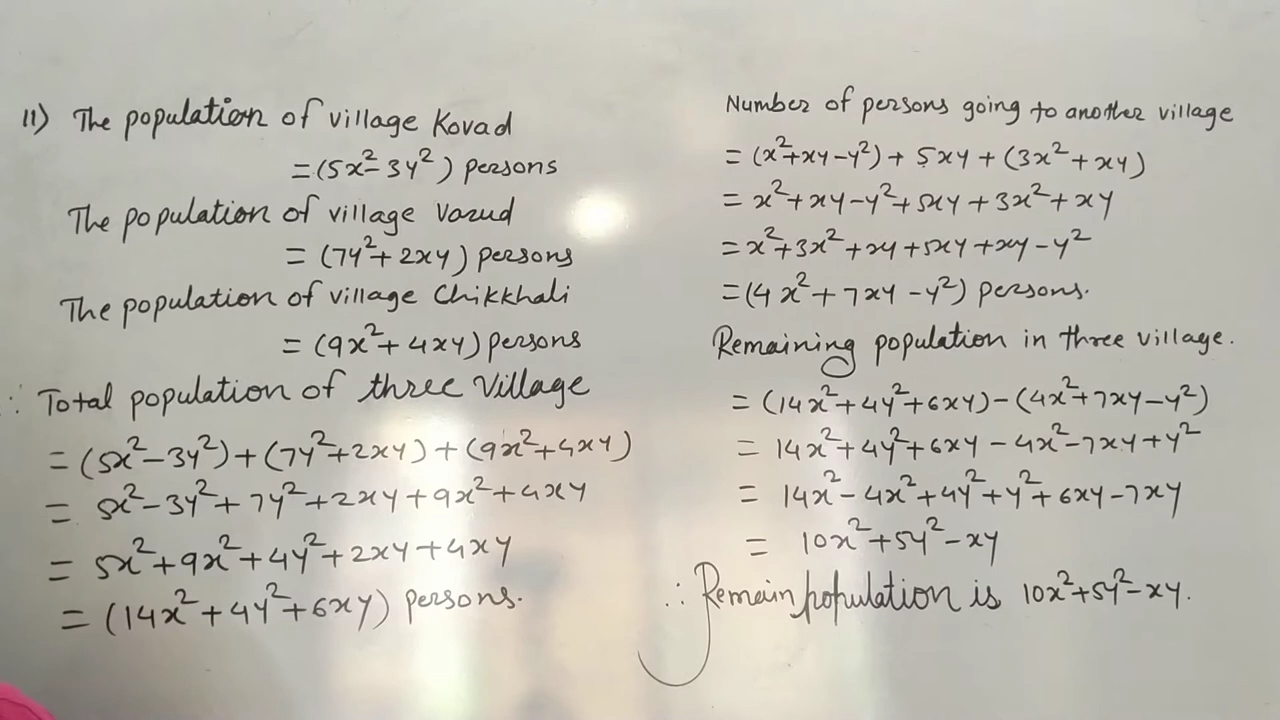 11) The population of village Kovad
= (5x² - 3y²) persons
The population of village Varud
= (7y² + 2xy) persons
The population of village Chikkhali
= (9x² + 4xy) persons
∴ Total population of three Village
= (5x² - 3y²) + (7y² + 2xy) + (9x² + 4xy)
= 5x² - 3y² + 7y² + 2xy + 9x² + 4xy
= 5x² + 9x² + 4y² + 2xy + 4xy
= (14x² + 4y² + 6xy) persons.
Number of persons going to another village
= (x² + xy - y²) + 5xy + (3x² + xy)
= x² + xy - y² + 5xy + 3x² + xy
= x² + 3x² + xy + 5xy + xy - y²
= (4x² + 7xy - y²) persons.
Remaining population in three village.
= (14x² + 4y² + 6xy) - (4x² + 7xy - y²)
= 14x² + 4y² + 6xy - 4x² - 7xy + y²
= 14x² - 4x² + 4y² + y² + 6xy - 7xy
= 10x² + 5y² - xy
∴ Remain population is 10x² + 5y² - xy.